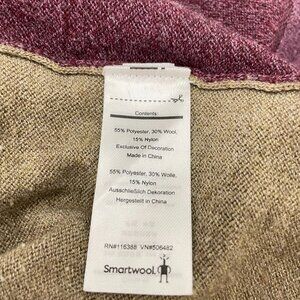 Contents:
55% Polyester, 30% Wool,
15% Nylon
Exclusive Of Decoration
Made in China
55% Polyester, 30% Wolle,
15% Nylon
Ausschließlich Dekoration
Hergestellt in China
RN#116388 VN#506482
Smartwool